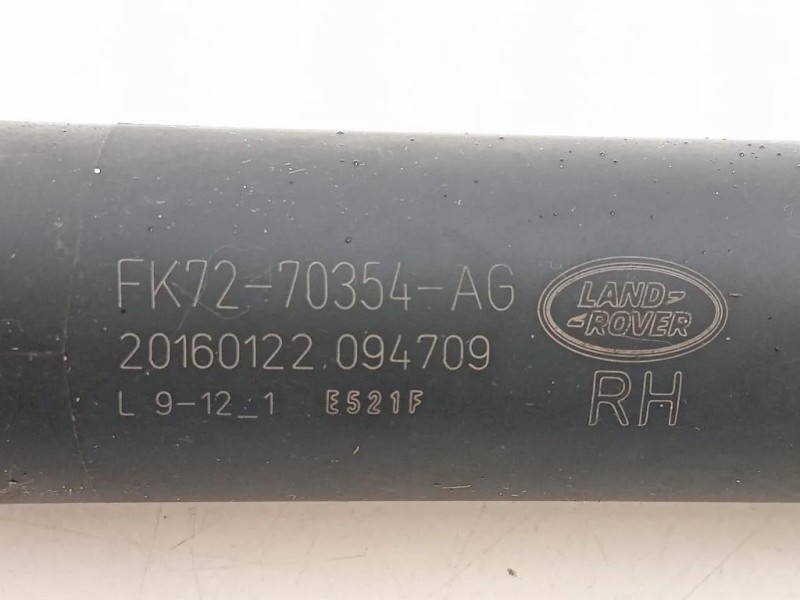 FK72-70354-AG
20160122 094709
L 9-12_1 E521F
LAND-
-ROVER
RH